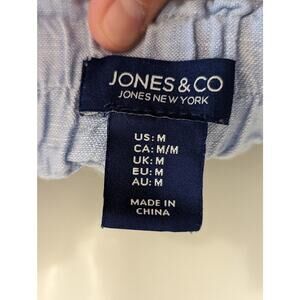 JONES & CO
JONES NEW YORK
US: M
CA: M/M
UK: M
EU: M
AU: M
MADE IN
CHINA